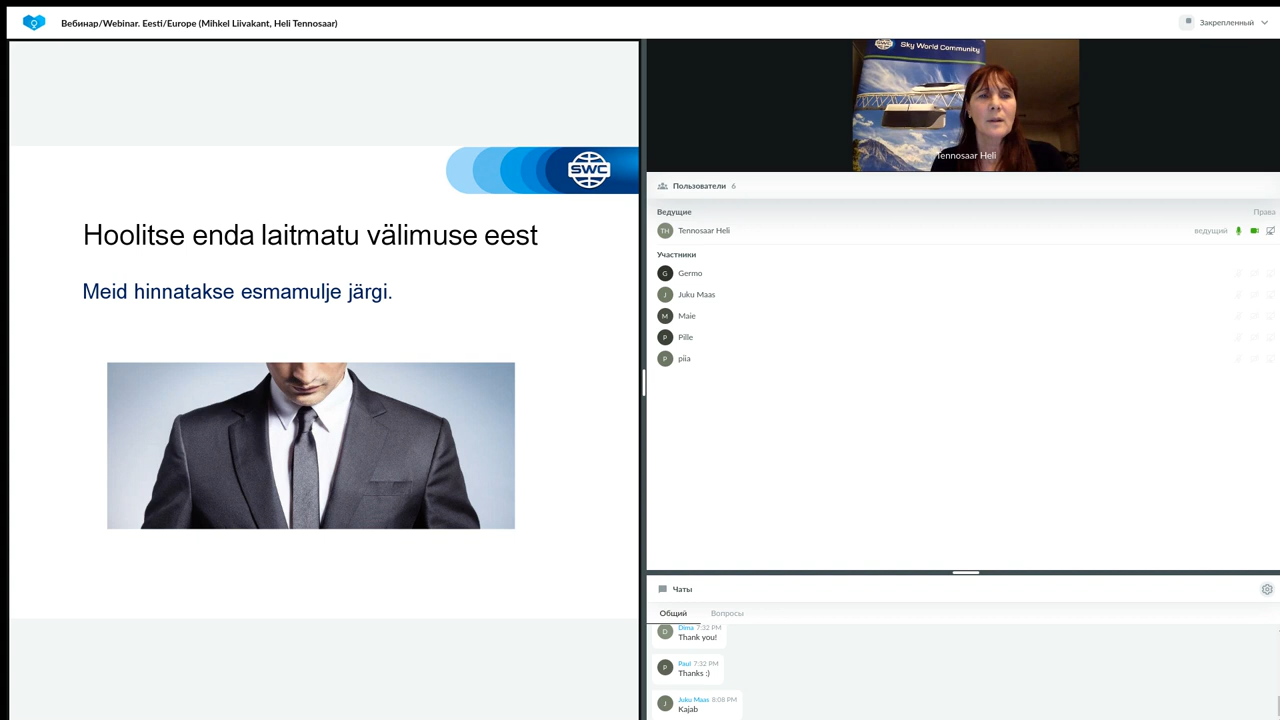 Вебинар/Webinar. Eesti/Europe (Mihkel Liivakant, Heli Tennosaar)
Закрепленный
SWC
Hoolitse enda laitmatu välimuse eest
Meid hinnatakse esmamulje järgi.
SWC
Sky World Community
Tennosaar Heli
Пользователи 6
Ведущие
Права
TH Tennosaar Heli
ведущий
Участники
G Germo
J Juku Maas
M Maie
P Pille
P piia
Чаты
Общий Вопросы
D Dima 7:32 PM
Thank you!
P Paul 7:32 PM
Thanks :)
J Juku Maas 8:08 PM
Kajab